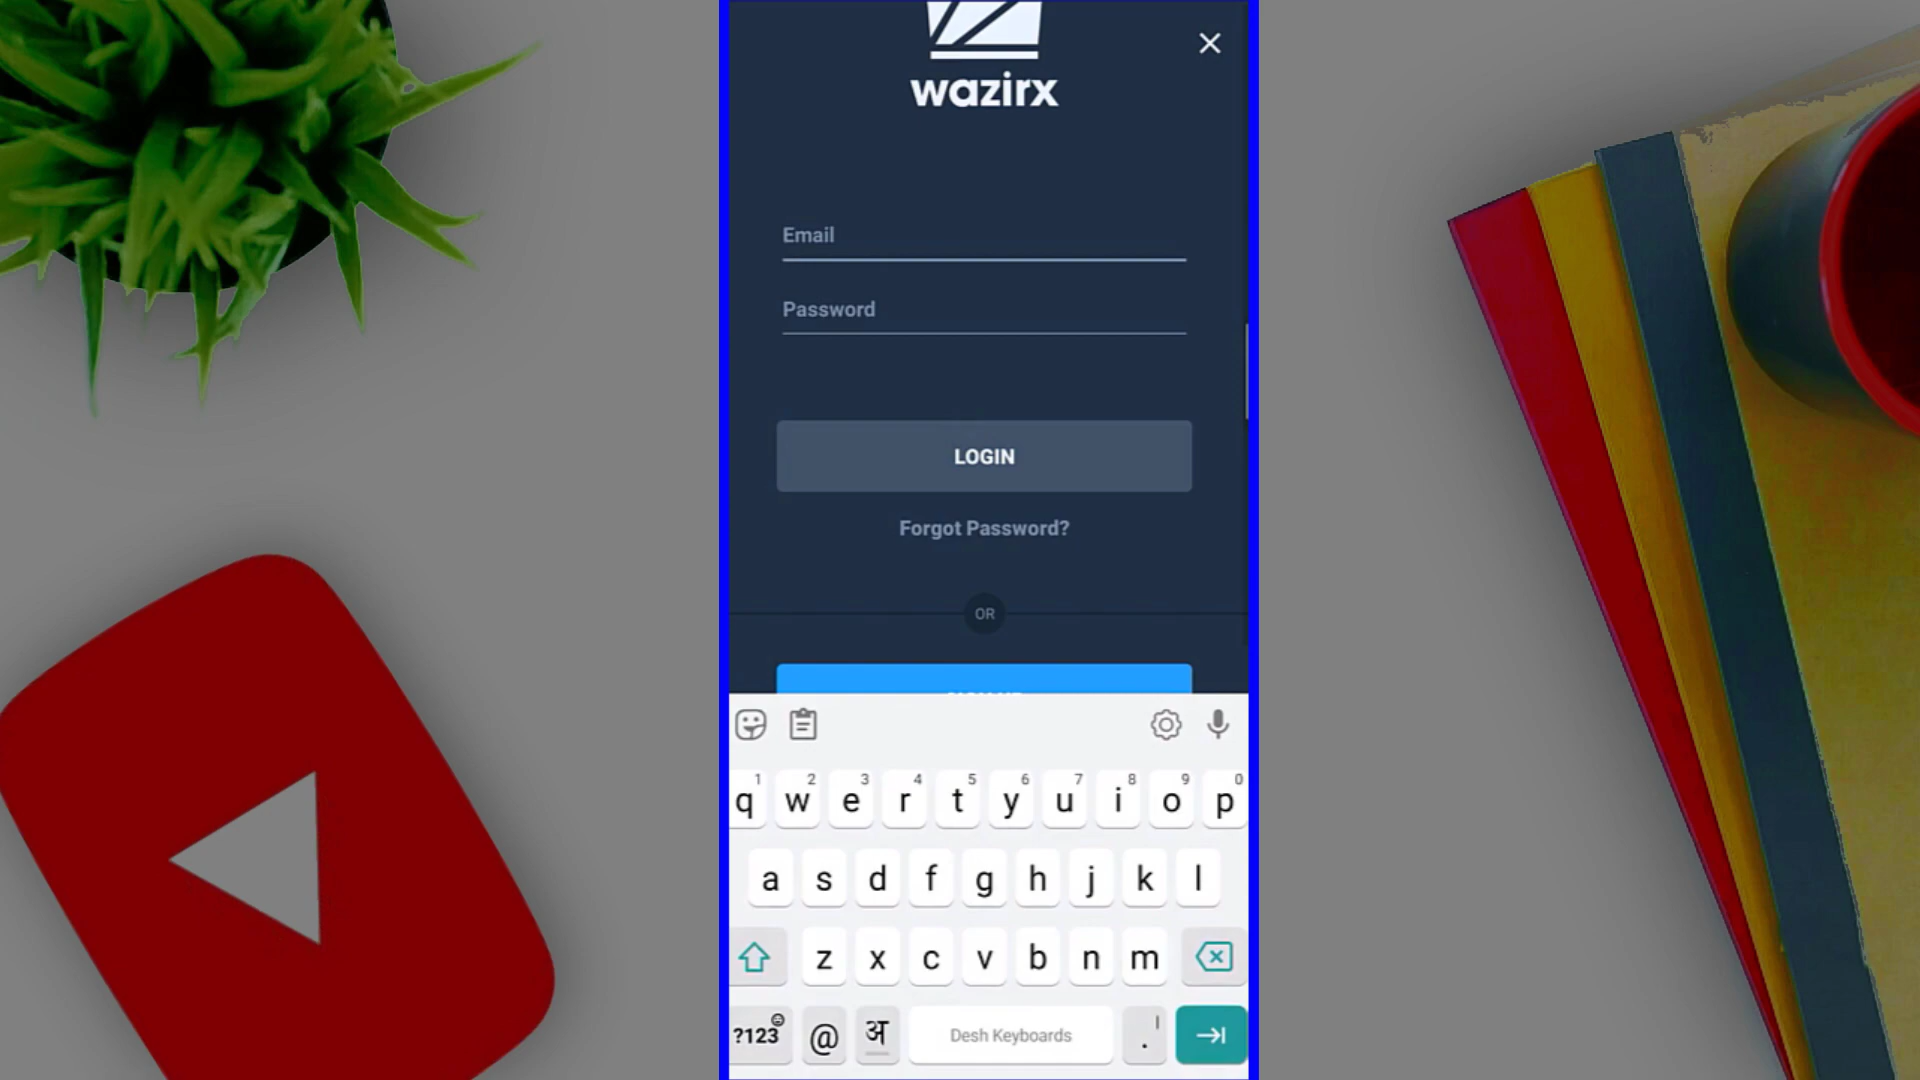 wazirx
Email
Password
LOGIN
Forgot Password?
OR
1 2 3 4 5 6 7 8 9 0
q w e r t y u i o p
a s d f g h j k l
z x c v b n m
?123 @ अ Desh Keyboards .